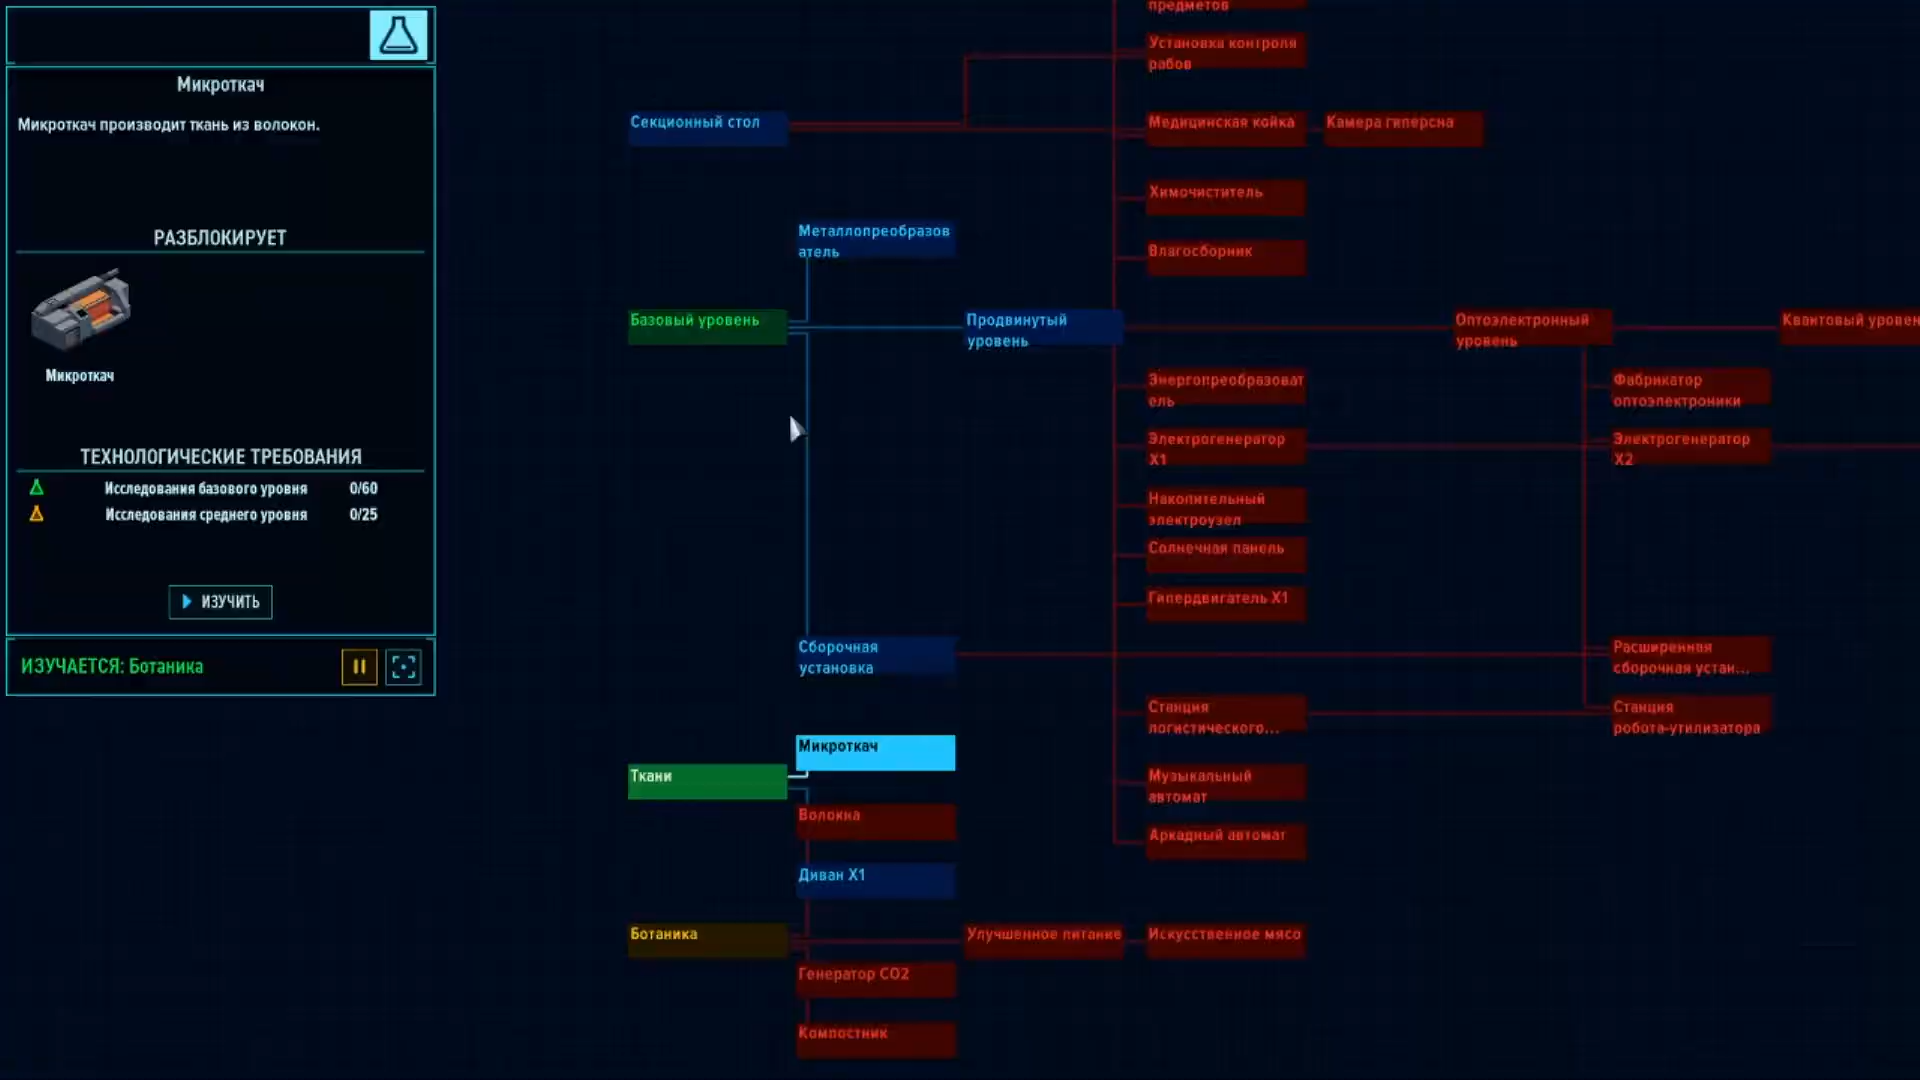 Микроткач
Микроткач производит ткань из волокон.
РАЗБЛОКИРУЕТ
Микроткач
ТЕХНОЛОГИЧЕСКИЕ ТРЕБОВАНИЯ
Исследования базового уровня 0/60
Исследования среднего уровня 0/25
ИЗУЧИТЬ
ИЗУЧАЕТСЯ: Ботаника
предметов
Установка контроля
рабов
Секционный стол
Медицинская койка
Камера гиперсна
Химочиститель
Металлопреобразов
атель
Влагосборник
Базовый уровень
Продвинутый
уровень
Оптоэлектронный
уровень
Квантовый уровен
Энергопреобразоват
ель
Фабрикатор
оптоэлектроники
Электрогенератор
X1
Электрогенератор
X2
Накопительный
электроузел
Солнечная панель
Гипердвигатель X1
Сборочная
установка
Расширенная
сборочная устан...
Станция
логистического...
Станция
робота-утилизатора
Микроткач
Ткани
Музыкальный
автомат
Волокна
Аркадный автомат
Диван X1
Ботаника
Улучшенное питание
Искусственное мясо
Генератор CO2
Компостник